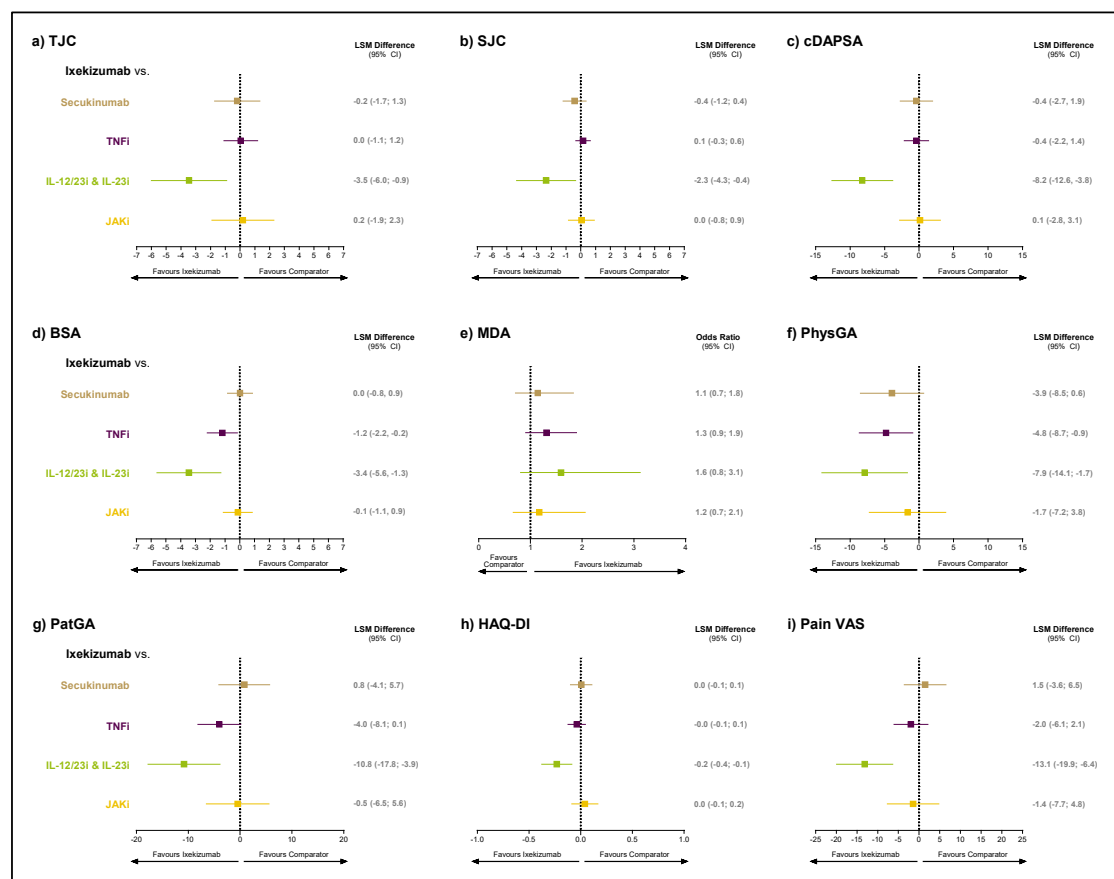 a) TJC
LSM Difference
(95% CI)
Ixekizumab vs.
Secukinumab
-0.2 (-1.7; 1.3)
TNFi
0.0 (-1.1; 1.2)
IL-12/23i & IL-23i
-3.5 (-6.0; -0.9)
JAKi
0.2 (-1.9; 2.3)
-7 -6 -5 -4 -3 -2 -1 0 1 2 3 4 5 6 7
Favours Ixekizumab Favours Comparator
b) SJC
LSM Difference
(95% CI)
-0.4 (-1.2; 0.4)
0.1 (-0.3; 0.6)
-2.3 (-4.3; -0.4)
0.0 (-0.8; 0.9)
-7 -6 -5 -4 -3 -2 -1 0 1 2 3 4 5 6 7
Favours Ixekizumab Favours Comparator
c) cDAPSA
LSM Difference
(95% CI)
-0.4 (-2.7, 1.9)
-0.4 (-2.2, 1.4)
-8.2 (-12.6, -3.8)
0.1 (-2.8, 3.1)
-15 -10 -5 0 5 10 15
Favours Ixekizumab Favours Comparator
d) BSA
LSM Difference
(95% CI)
Ixekizumab vs.
Secukinumab
0.0 (-0.8, 0.9)
TNFi
-1.2 (-2.2, -0.2)
IL-12/23i & IL-23i
-3.4 (-5.6, -1.3)
JAKi
-0.1 (-1.1, 0.9)
-7 -6 -5 -4 -3 -2 -1 0 1 2 3 4 5 6 7
Favours Ixekizumab Favours Comparator
e) MDA
Odds Ratio
(95% CI)
1.1 (0.7; 1.8)
1.3 (0.9; 1.9)
1.6 (0.8; 3.1)
1.2 (0.7; 2.1)
0 1 2 3 4
Favours
Comparator
Favours Ixekizumab
f) PhysGA
LSM Difference
(95% CI)
-3.9 (-8.5; 0.6)
-4.8 (-8.7; -0.9)
-7.9 (-14.1; -1.7)
-1.7 (-7.2; 3.8)
-15 -10 -5 0 5 10 15
Favours Ixekizumab Favours Comparator
g) PatGA
LSM Difference
(95% CI)
Ixekizumab vs.
Secukinumab
0.8 (-4.1; 5.7)
TNFi
-4.0 (-8.1; 0.1)
IL-12/23i & IL-23i
-10.8 (-17.8; -3.9)
JAKi
-0.5 (-6.5; 5.6)
-20 -10 0 10 20
Favours Ixekizumab Favours Comparator
h) HAQ-DI
LSM Difference
(95% CI)
0.0 (-0.1; 0.1)
-0.0 (-0.1; 0.1)
-0.2 (-0.4; -0.1)
0.0 (-0.1; 0.2)
-1.0 -0.5 0 0.5 1.0
Favours Ixekizumab Favours Comparator
i) Pain VAS
LSM Difference
(95% CI)
1.5 (-3.6; 6.5)
-2.0 (-6.1; 2.1)
-13.1 (-19.9; -6.4)
-1.4 (-7.7; 4.8)
-25 -20 -15 -10 -5 0 5 10 15 20 25
Favours Ixekizumab Favours Comparator